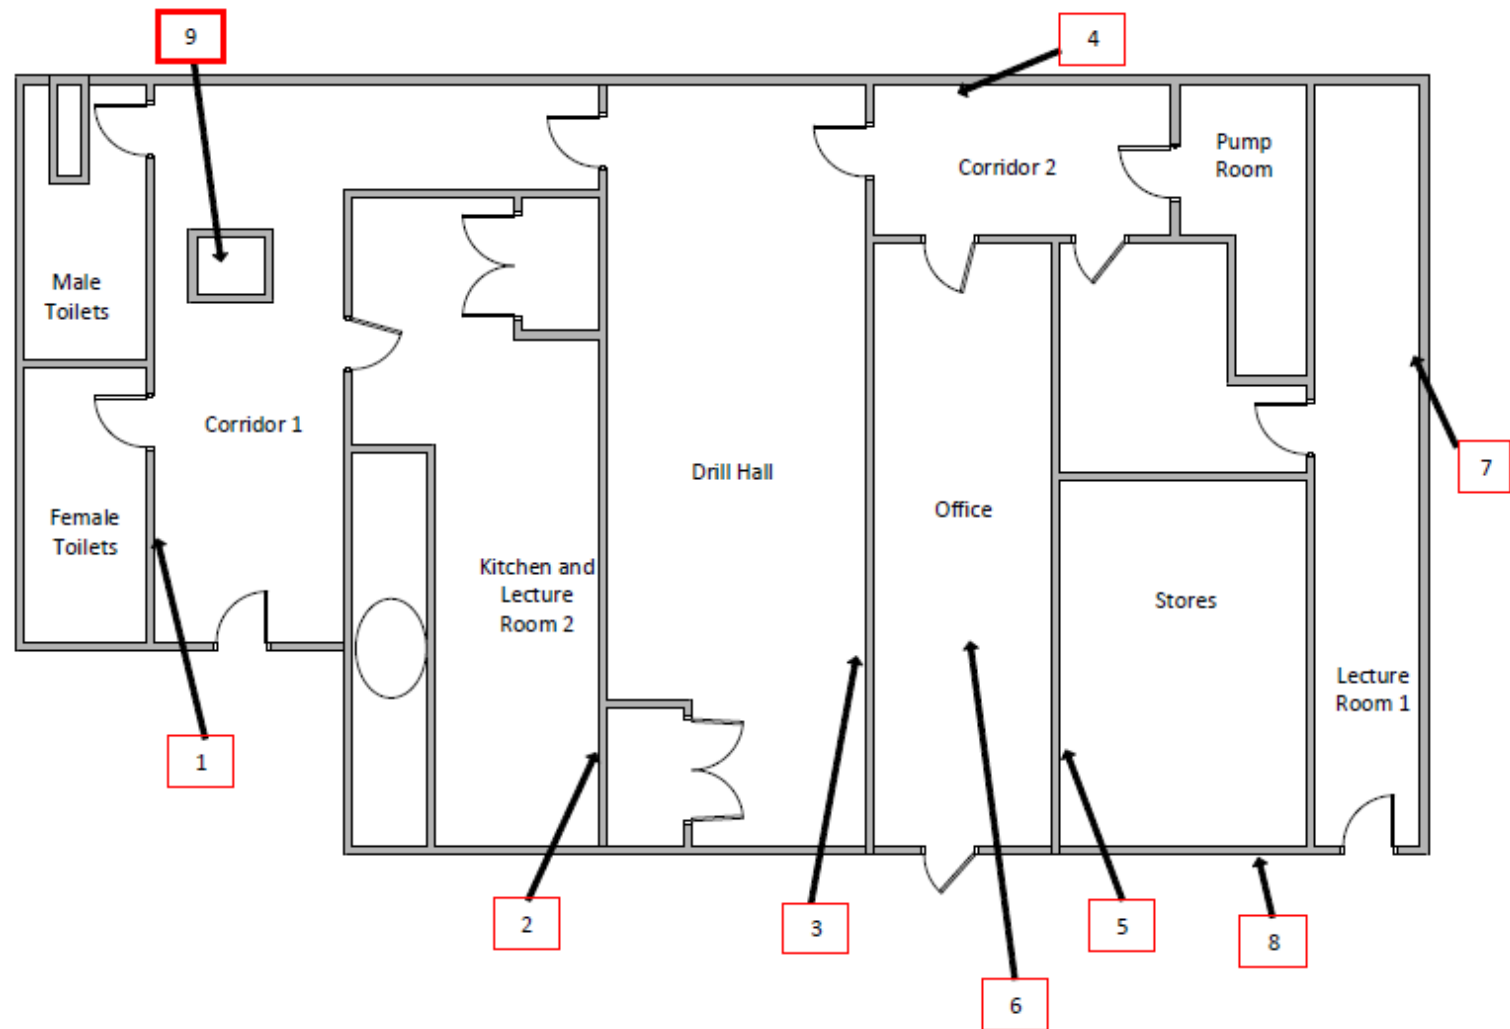 9
4
Pump
Room
Corridor 2
Male
Toilets
Corridor 1
Drill Hall
7
Office
Female
Toilets
Kitchen and
Lecture
Room 2
Stores
Lecture
Room 1
1
2
3
5
8
6